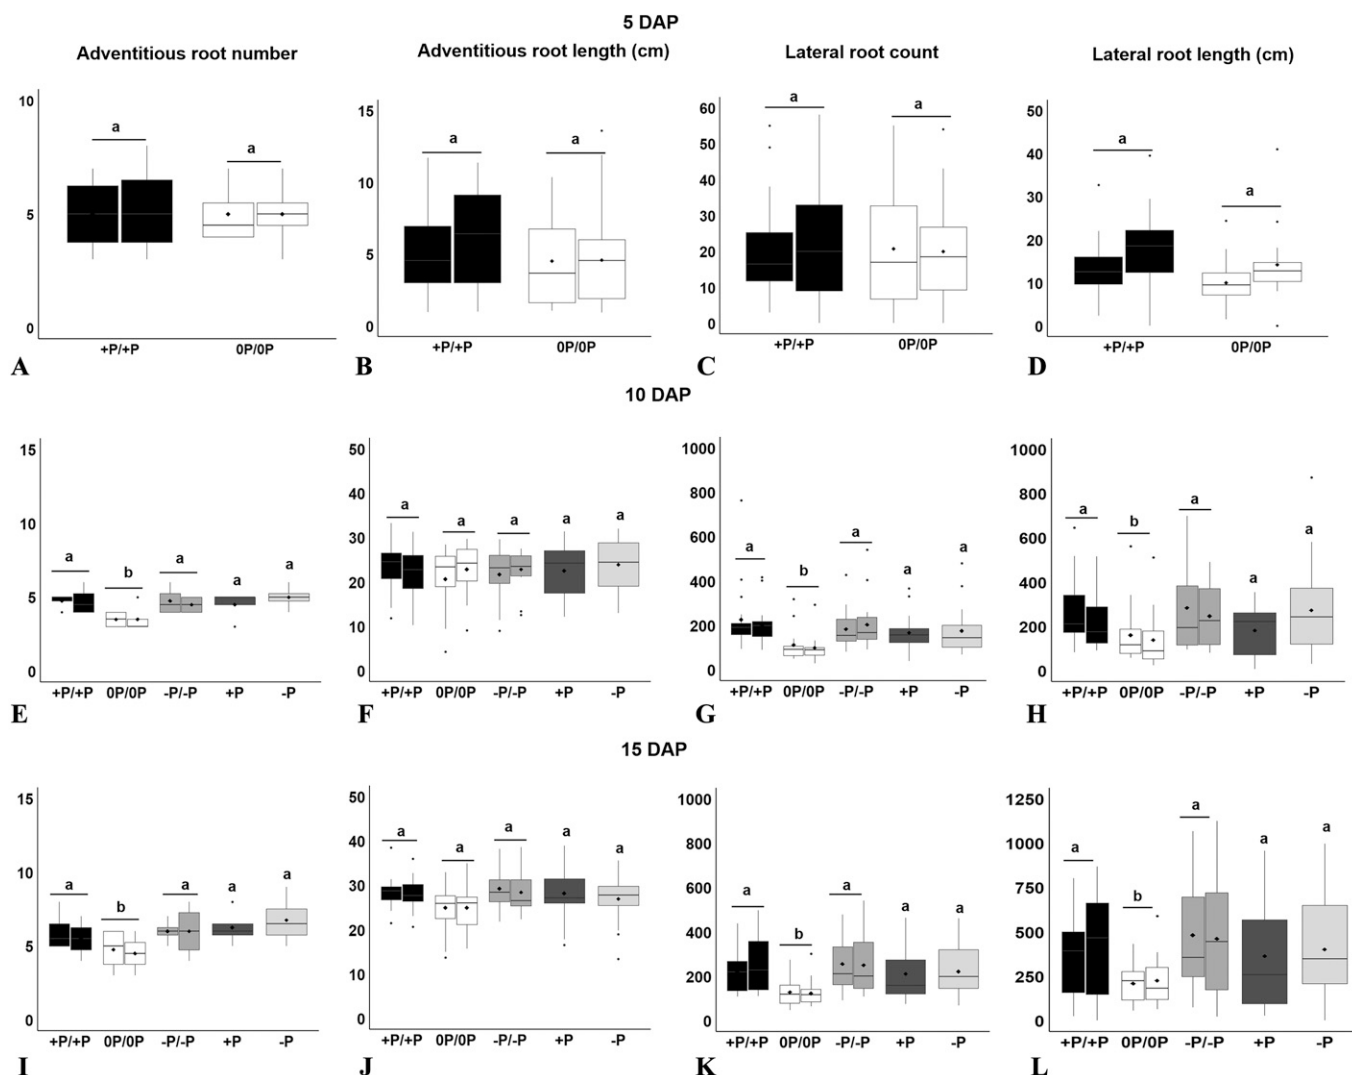 5 DAP
Adventitious root number
Adventitious root length (cm)
Lateral root count
Lateral root length (cm)
10
5
0
a
a
+P/+P
0P/0P
A
15
10
5
0
a
a
+P/+P
0P/0P
B
60
50
40
30
20
10
0
a
a
+P/+P
0P/0P
C
50
40
30
20
10
0
a
a
+P/+P
0P/0P
D
10 DAP
15
10
5
0
a
b
a
a
a
+P/+P
0P/0P
-P/-P
+P
-P
E
50
40
30
20
10
0
a
a
a
a
a
+P/+P
0P/0P
-P/-P
+P
-P
F
1000
800
600
400
200
0
a
b
a
a
a
+P/+P
0P/0P
-P/-P
+P
-P
G
1000
800
600
400
200
0
a
b
a
a
a
+P/+P
0P/0P
-P/-P
+P
-P
H
15 DAP
15
10
5
0
a
b
a
a
a
+P/+P
0P/0P
-P/-P
+P
-P
I
50
40
30
20
10
0
a
a
a
a
a
+P/+P
0P/0P
-P/-P
+P
-P
J
1000
800
600
400
200
0
a
b
a
a
a
+P/+P
0P/0P
-P/-P
+P
-P
K
1250
1000
750
500
250
0
a
b
a
a
a
+P/+P
0P/0P
-P/-P
+P
-P
L